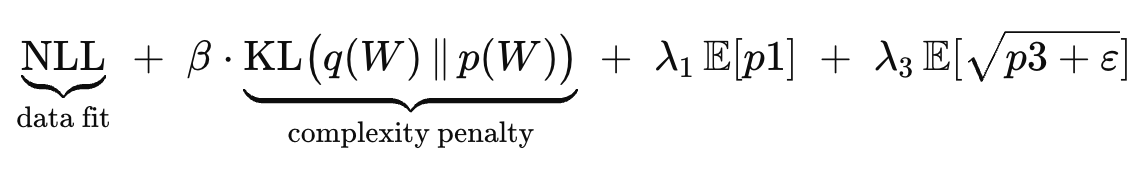 NLL + β · KL(q(W) ∥ p(W)) + λ₁ 𝔼[p1] + λ₃ 𝔼[√(p3 + ε)]
data fit
complexity penalty